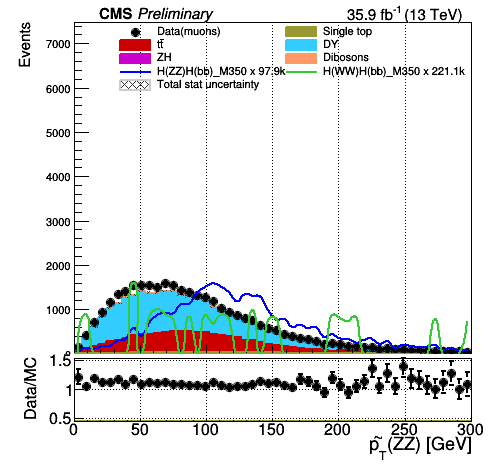 CMS Preliminary 35.9 fb⁻¹ (13 TeV)
Data(muons) Single top
tt̄ DY
ZH Dibosons
H(ZZ)H(bb)_M350 x 97.9k H(WW)H(bb)_M350 x 221.1k
Total stat uncertainty
Events
7000
6000
5000
4000
3000
2000
1000
0
Data/MC
1.5
1
0.5
0 50 100 150 200 250 300
p̃_T(ZZ) [GeV]